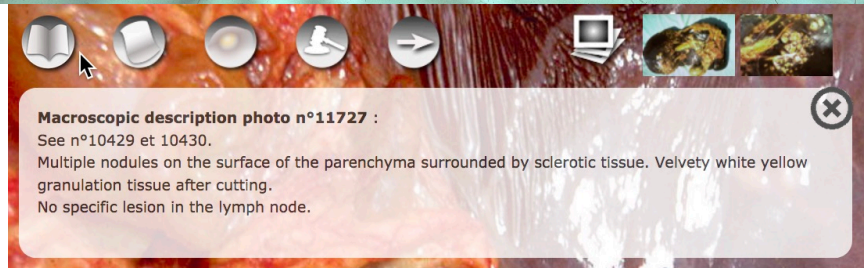 Macroscopic description photo n°11727 :
See n°10429 et 10430.
Multiple nodules on the surface of the parenchyma surrounded by sclerotic tissue. Velvety white yellow
granulation tissue after cutting.
No specific lesion in the lymph node.